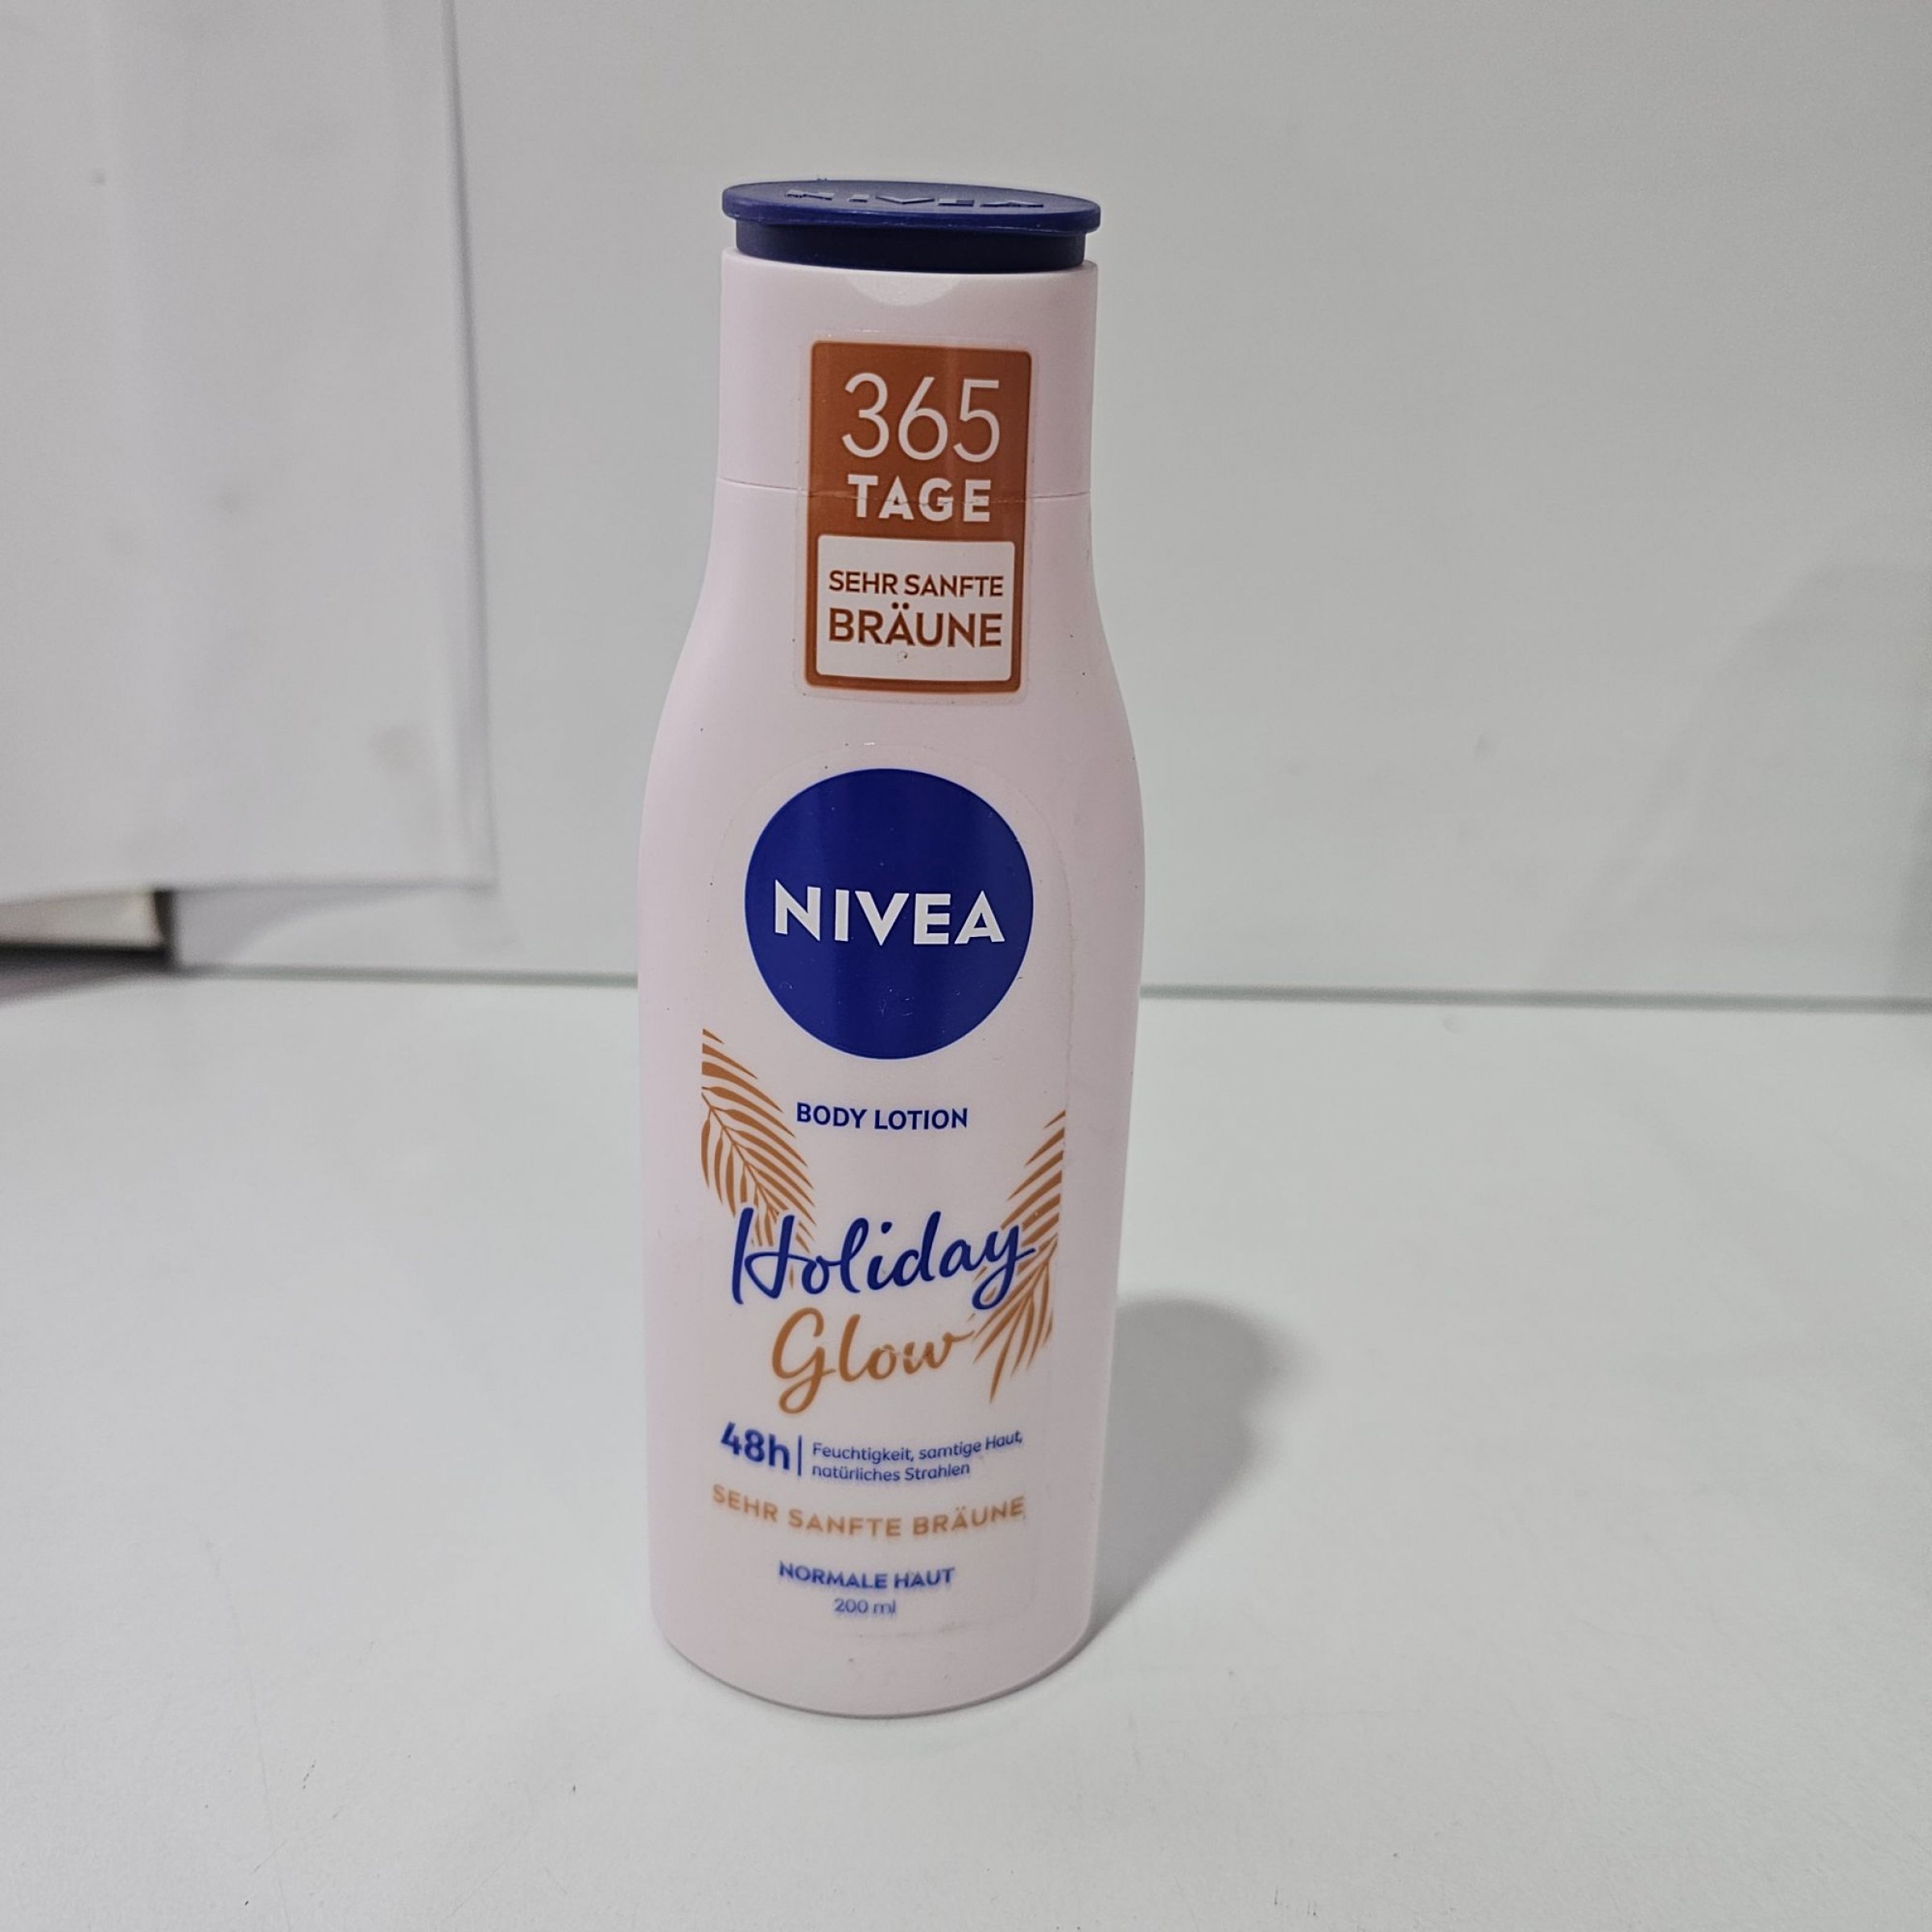 NIVEA
365
TAGE
SEHR SANFTE
BRÄUNE
NIVEA
BODY LOTION
Holiday
Glow
48h
Feuchtigkeit, samtige Haut,
natürliches Strahlen
SEHR SANFTE BRÄUNE
NORMALE HAUT
200 ml